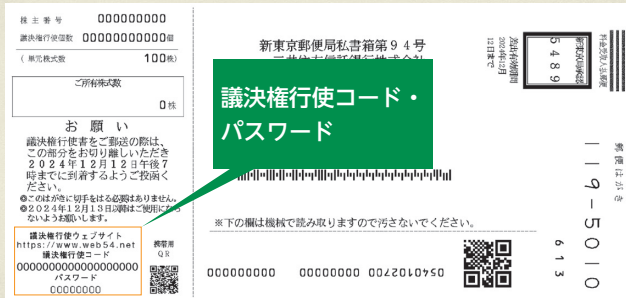 株主番号 000000000
議決権行使個数 00000000000個
(単元株式数 100株)
ご所有株式数
0株
お願い
議決権行使書をご郵送の際は、
この部分をお切り離しいただき
2024年12月12日午後7
時までに到着するようご投函く
ださい。
◎このはがきに切手をはる必要はありません。
◎2024年12月13日以降はご使用になら
ないようお願いします。
議決権行使ウェブサイト
https://www.web54.net
議決権行使コード
0000000000000000000
パスワード
00000000
携帯用
QR
新東京郵便局私書箱第94号
議決権行使コード・
パスワード
※下の欄は機械で読み取りますので汚さないでください。
000000000 00000000 0072040450
差出有効期間
2024年12月
12日まで
5489
料金受取人払郵便
郵便はがき
119-5010
613